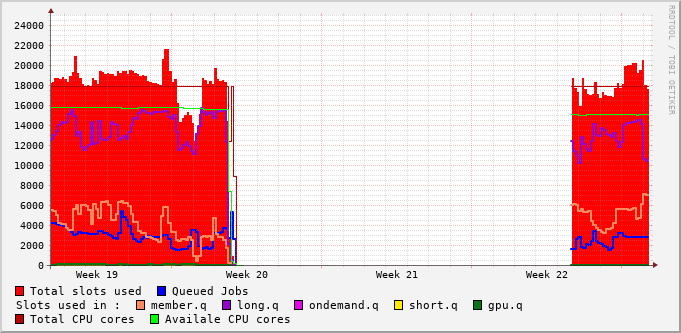 24000
22000
20000
18000
16000
14000
12000
10000
8000
6000
4000
2000
0
Week 19 Week 20 Week 21 Week 22
RRDTOOL / TOBI OETIKER
Total slots used Queued Jobs
Slots used in : member.q long.q ondemand.q short.q gpu.q
Total CPU cores Availale CPU cores